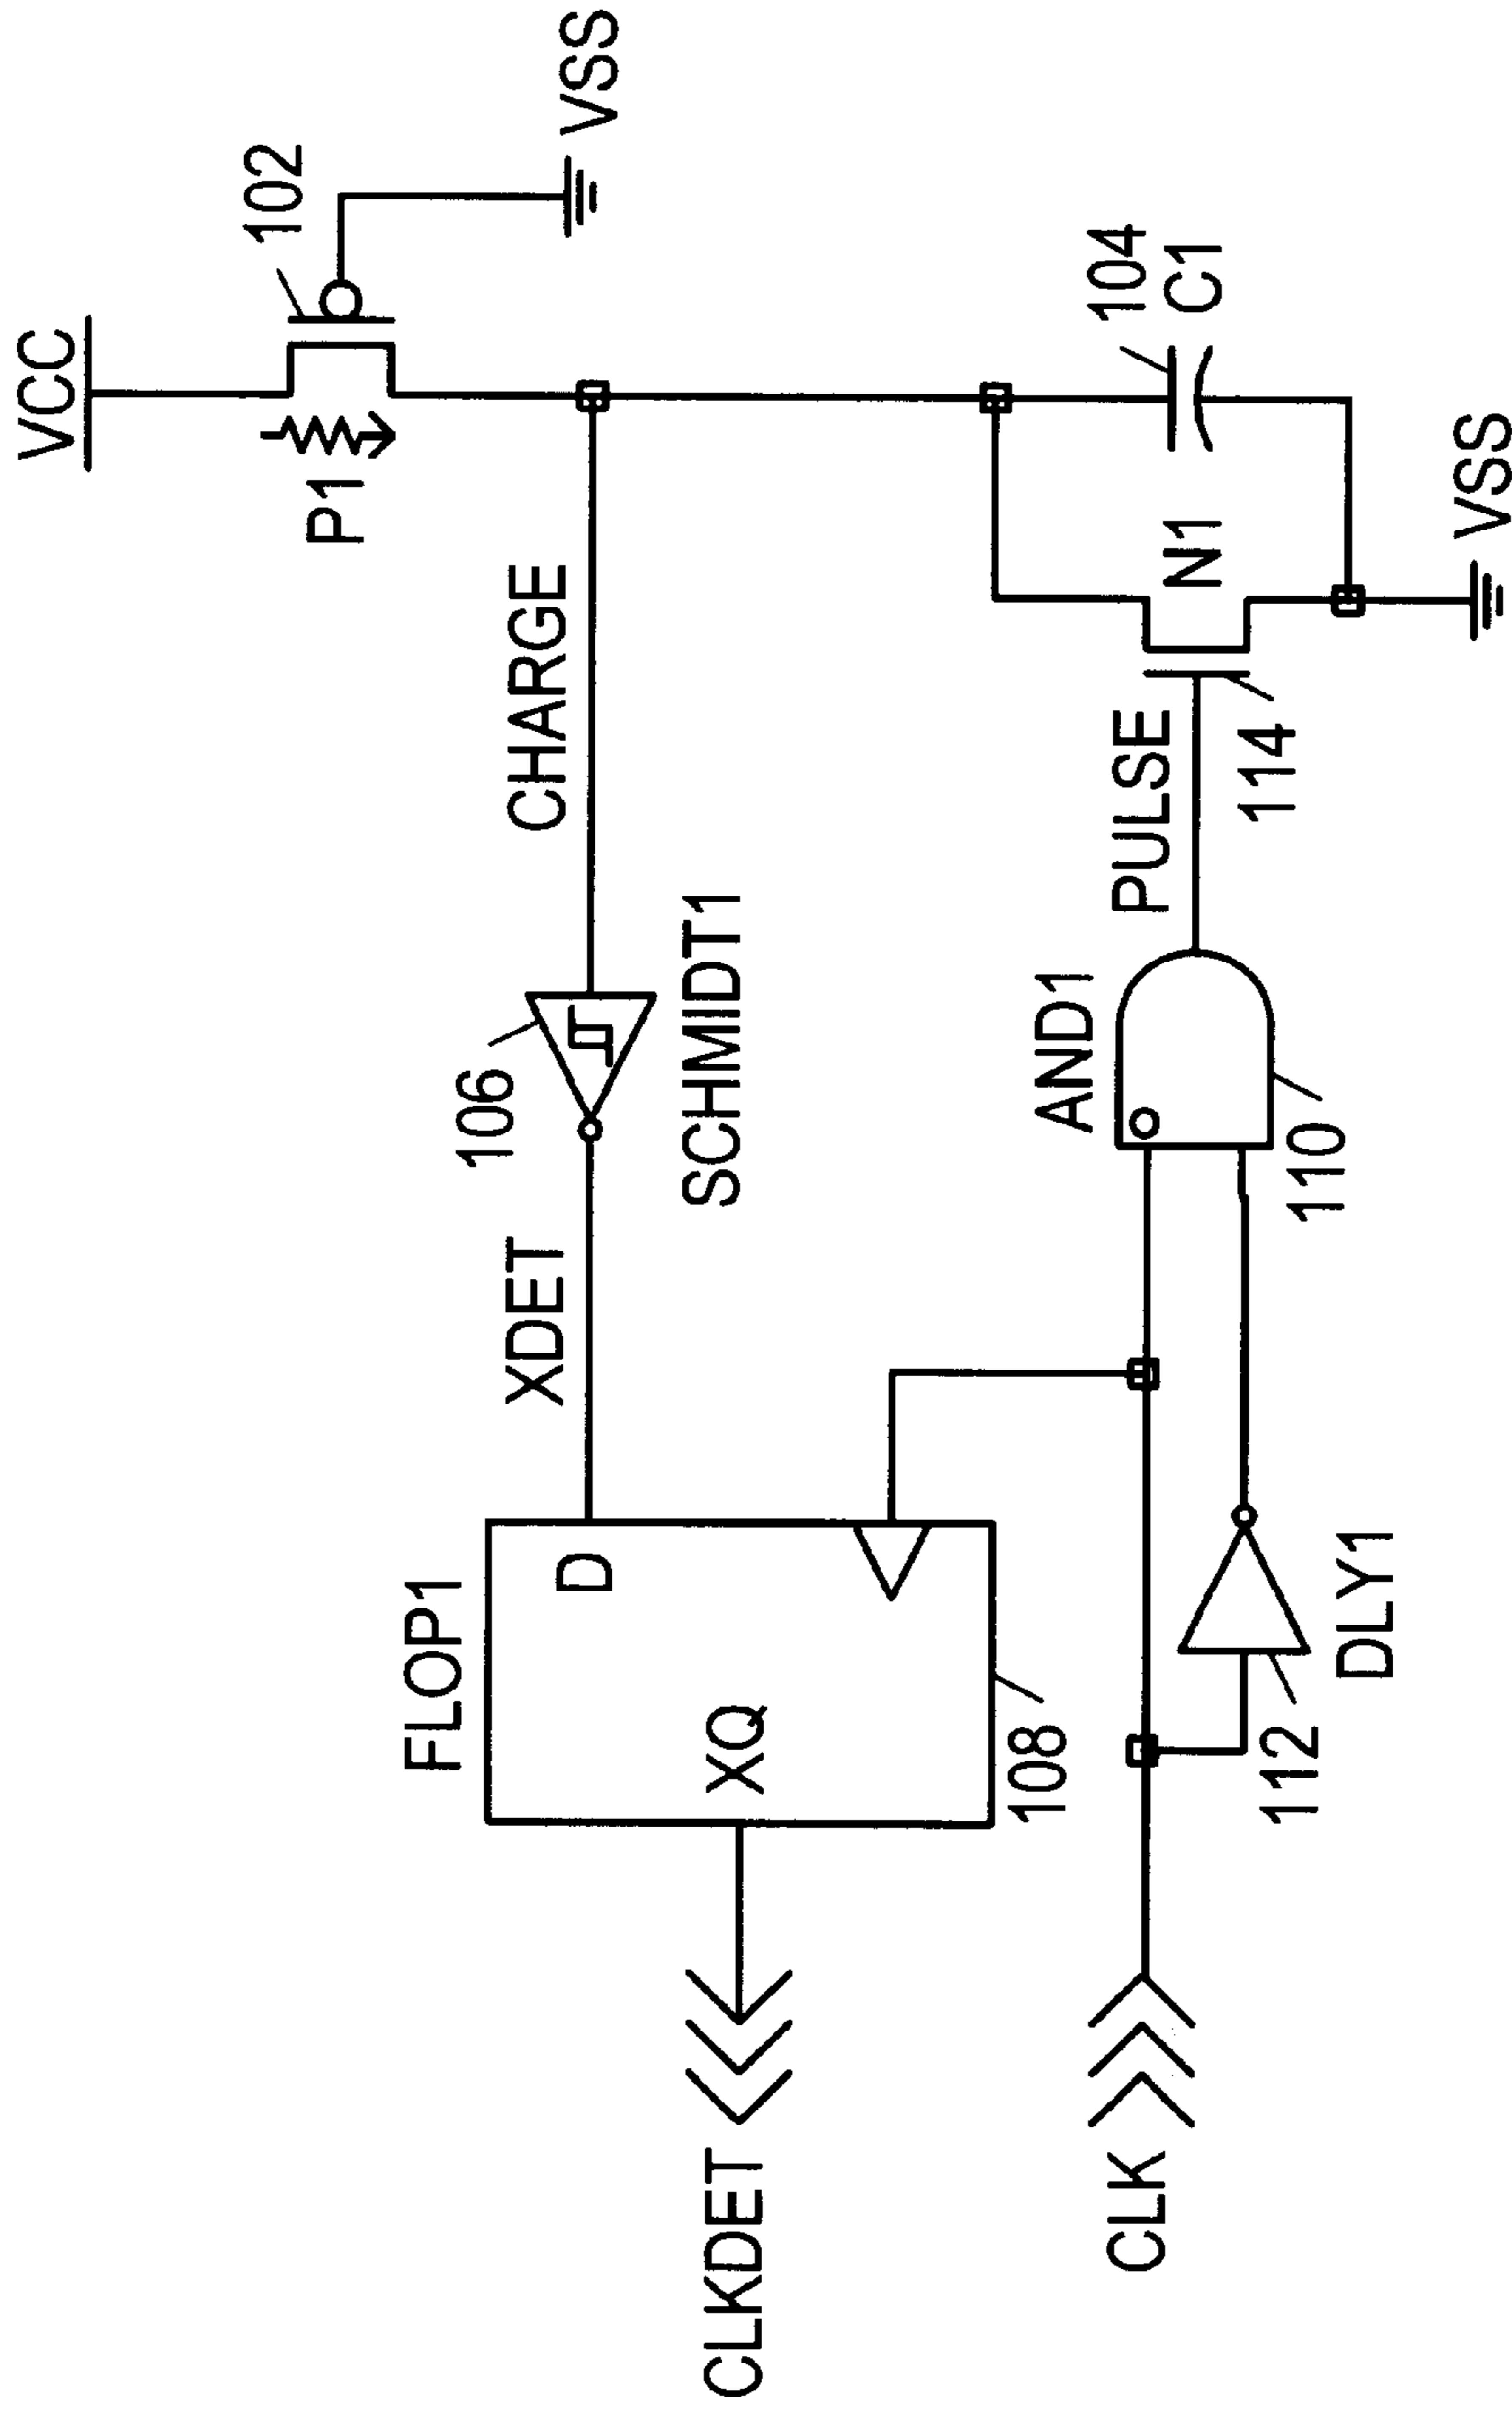 VCC
102
P1
VSS
CHARGE
106
SCHMIDT1
XDET
FLOP1
D
XQ
108
CLKDET
104
C1
N1
VSS
PULSE
114
AND1
110
DLY1
112
CLK